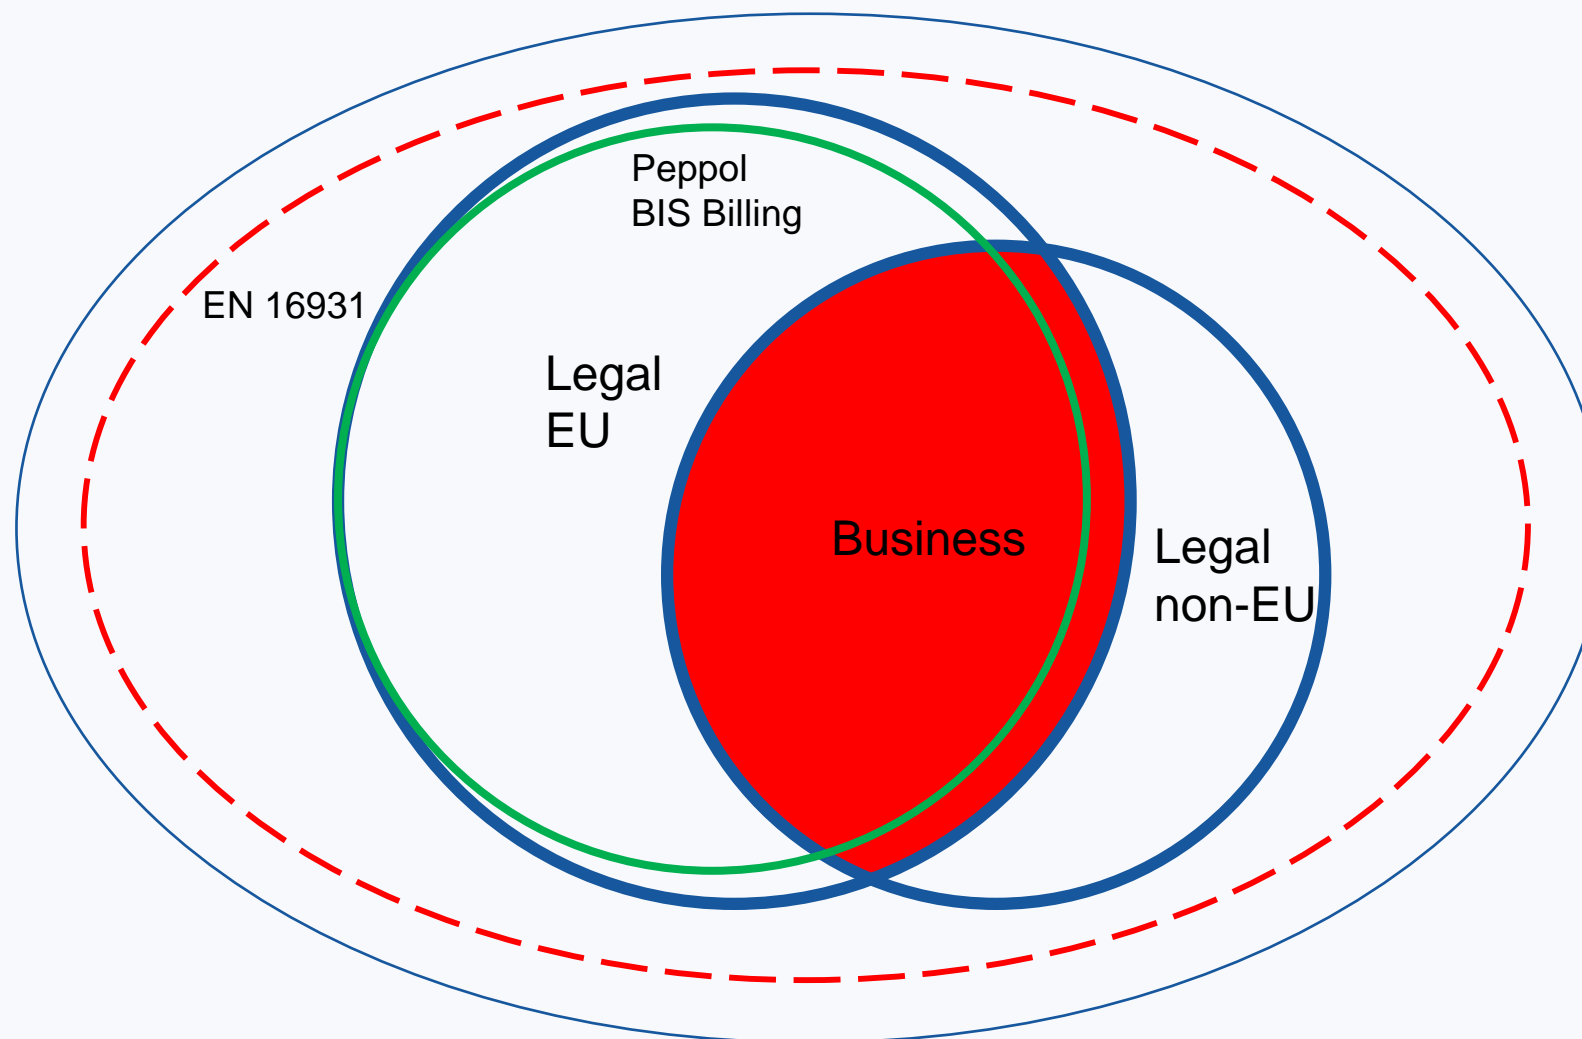 Peppol
BIS Billing
EN 16931
Legal
EU
Business
Legal
non-EU